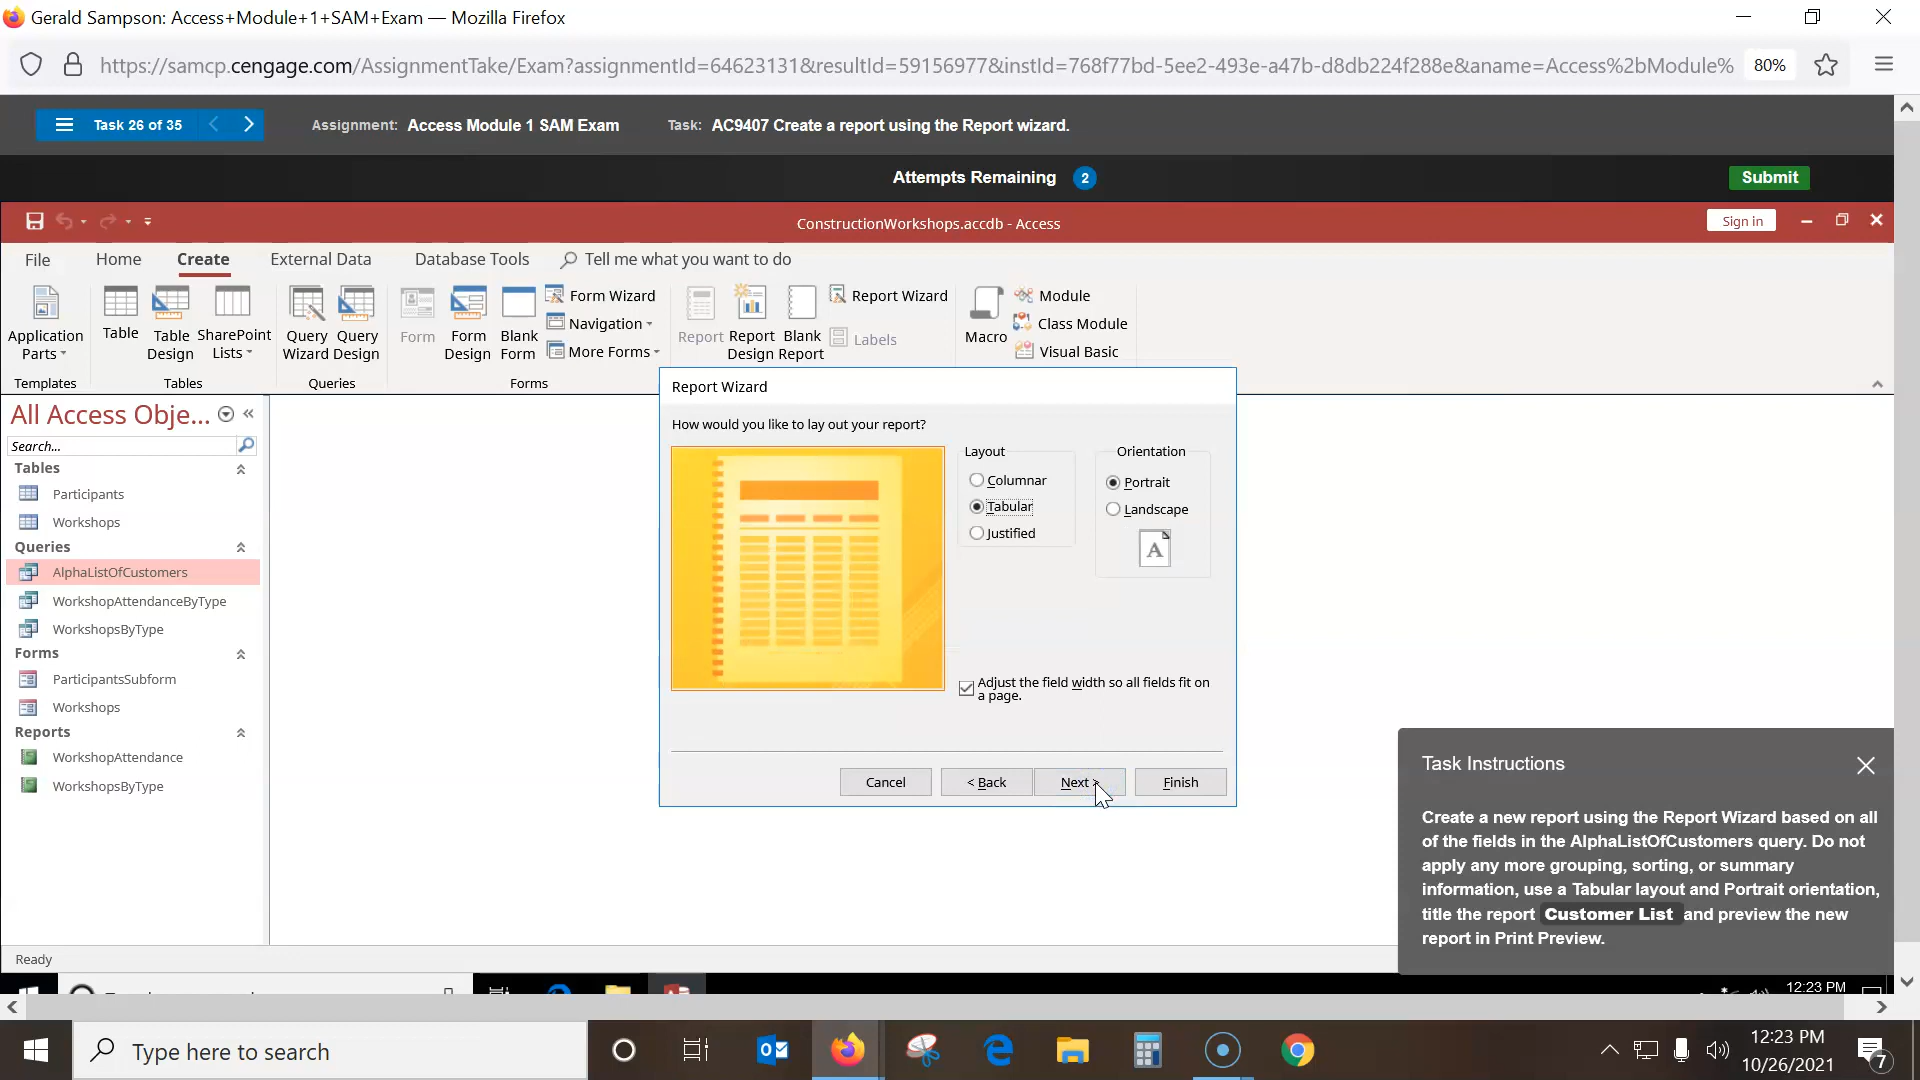 Gerald Sampson: Access+Module+1+SAM+Exam — Mozilla Firefox
https://samcp.cengage.com/AssignmentTake/Exam?assignmentId=64623131&resultId=59156977&instId=768f77bd-5ee2-493e-a47b-d8db224f288e&aname=Access%2bModule%
80%
Task 26 of 35
Assignment: Access Module 1 SAM Exam
Task: AC9407 Create a report using the Report wizard.
Attempts Remaining 2
Submit
ConstructionWorkshops.accdb - Access
Sign in
File Home Create External Data Database Tools Tell me what you want to do
Application Parts
Table
Table Design
SharePoint Lists
Query Wizard
Query Design
Form
Form Design
Blank Form
Form Wizard
Navigation
More Forms
Report
Report Design
Blank Report
Report Wizard
Labels
Macro
Module
Class Module
Visual Basic
Templates Tables Queries Forms
All Access Obje...
Search...
Tables
Participants
Workshops
Queries
AlphaListOfCustomers
WorkshopAttendanceByType
WorkshopsByType
Forms
ParticipantsSubform
Workshops
Reports
WorkshopAttendance
WorkshopsByType
Report Wizard
How would you like to lay out your report?
Layout
Columnar
Tabular
Justified
Orientation
Portrait
Landscape
A
Adjust the field width so all fields fit on
a page.
Cancel < Back Next > Finish
Task Instructions
Create a new report using the Report Wizard based on all
of the fields in the AlphaListOfCustomers query. Do not
apply any more grouping, sorting, or summary
information, use a Tabular layout and Portrait orientation,
title the report Customer List and preview the new
report in Print Preview.
Ready
12:23 PM
Type here to search
12:23 PM
10/26/2021
7